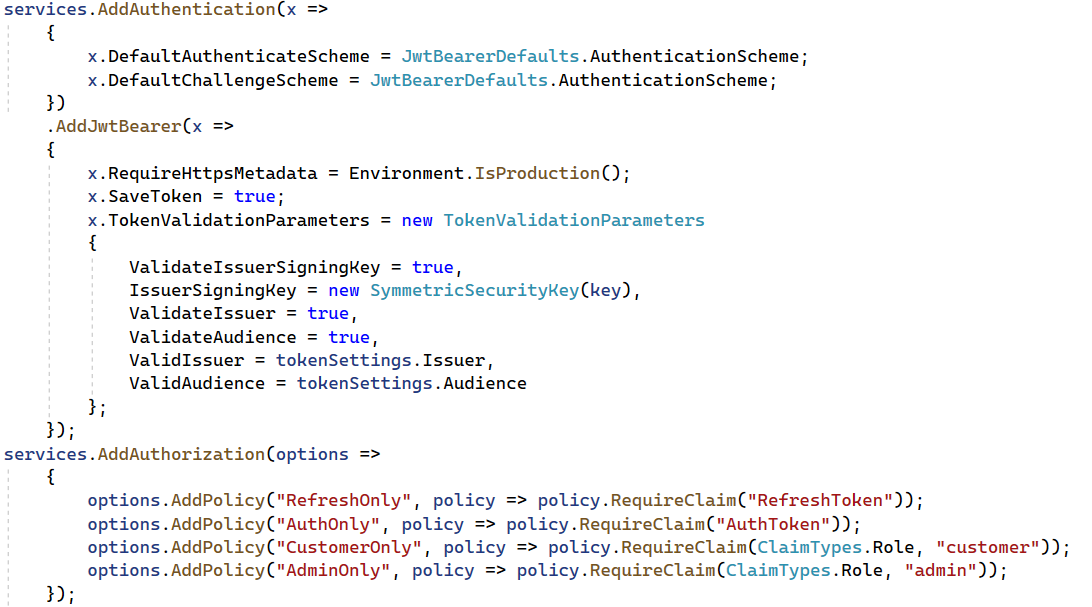 services.AddAuthentication(x =>
    {
        x.DefaultAuthenticateScheme = JwtBearerDefaults.AuthenticationScheme;
        x.DefaultChallengeScheme = JwtBearerDefaults.AuthenticationScheme;
    })
    .AddJwtBearer(x =>
    {
        x.RequireHttpsMetadata = Environment.IsProduction();
        x.SaveToken = true;
        x.TokenValidationParameters = new TokenValidationParameters
        {
            ValidateIssuerSigningKey = true,
            IssuerSigningKey = new SymmetricSecurityKey(key),
            ValidateIssuer = true,
            ValidateAudience = true,
            ValidIssuer = tokenSettings.Issuer,
            ValidAudience = tokenSettings.Audience
        };
    });
services.AddAuthorization(options =>
    {
        options.AddPolicy("RefreshOnly", policy => policy.RequireClaim("RefreshToken"));
        options.AddPolicy("AuthOnly", policy => policy.RequireClaim("AuthToken"));
        options.AddPolicy("CustomerOnly", policy => policy.RequireClaim(ClaimTypes.Role, "customer"));
        options.AddPolicy("AdminOnly", policy => policy.RequireClaim(ClaimTypes.Role, "admin"));
    });